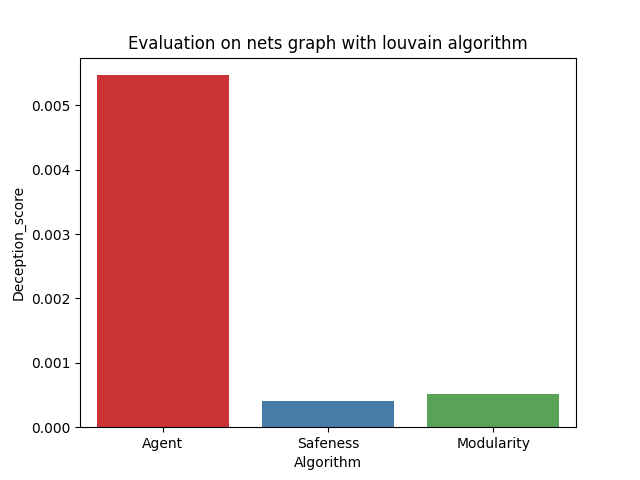 Evaluation on nets graph with louvain algorithm
Deception_score
0.005
0.004
0.003
0.002
0.001
0.000
Agent
Safeness
Modularity
Algorithm